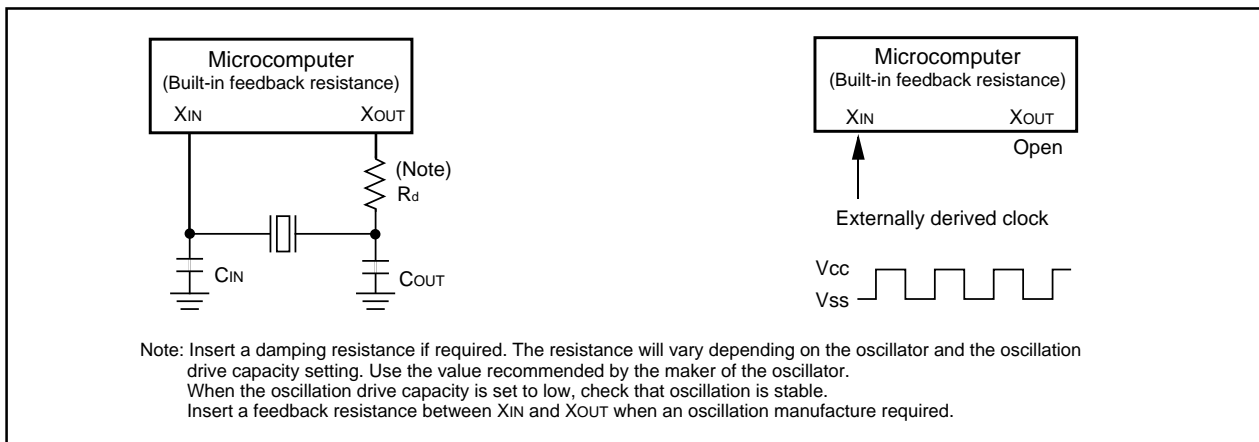 Microcomputer
(Built-in feedback resistance)
XIN XOUT
(Note)
Rd
CIN
COUT
Microcomputer
(Built-in feedback resistance)
XIN XOUT
Open
Externally derived clock
Vcc
Vss
Note: Insert a damping resistance if required. The resistance will vary depending on the oscillator and the oscillation
drive capacity setting. Use the value recommended by the maker of the oscillator.
When the oscillation drive capacity is set to low, check that oscillation is stable.
Insert a feedback resistance between XIN and XOUT when an oscillation manufacture required.